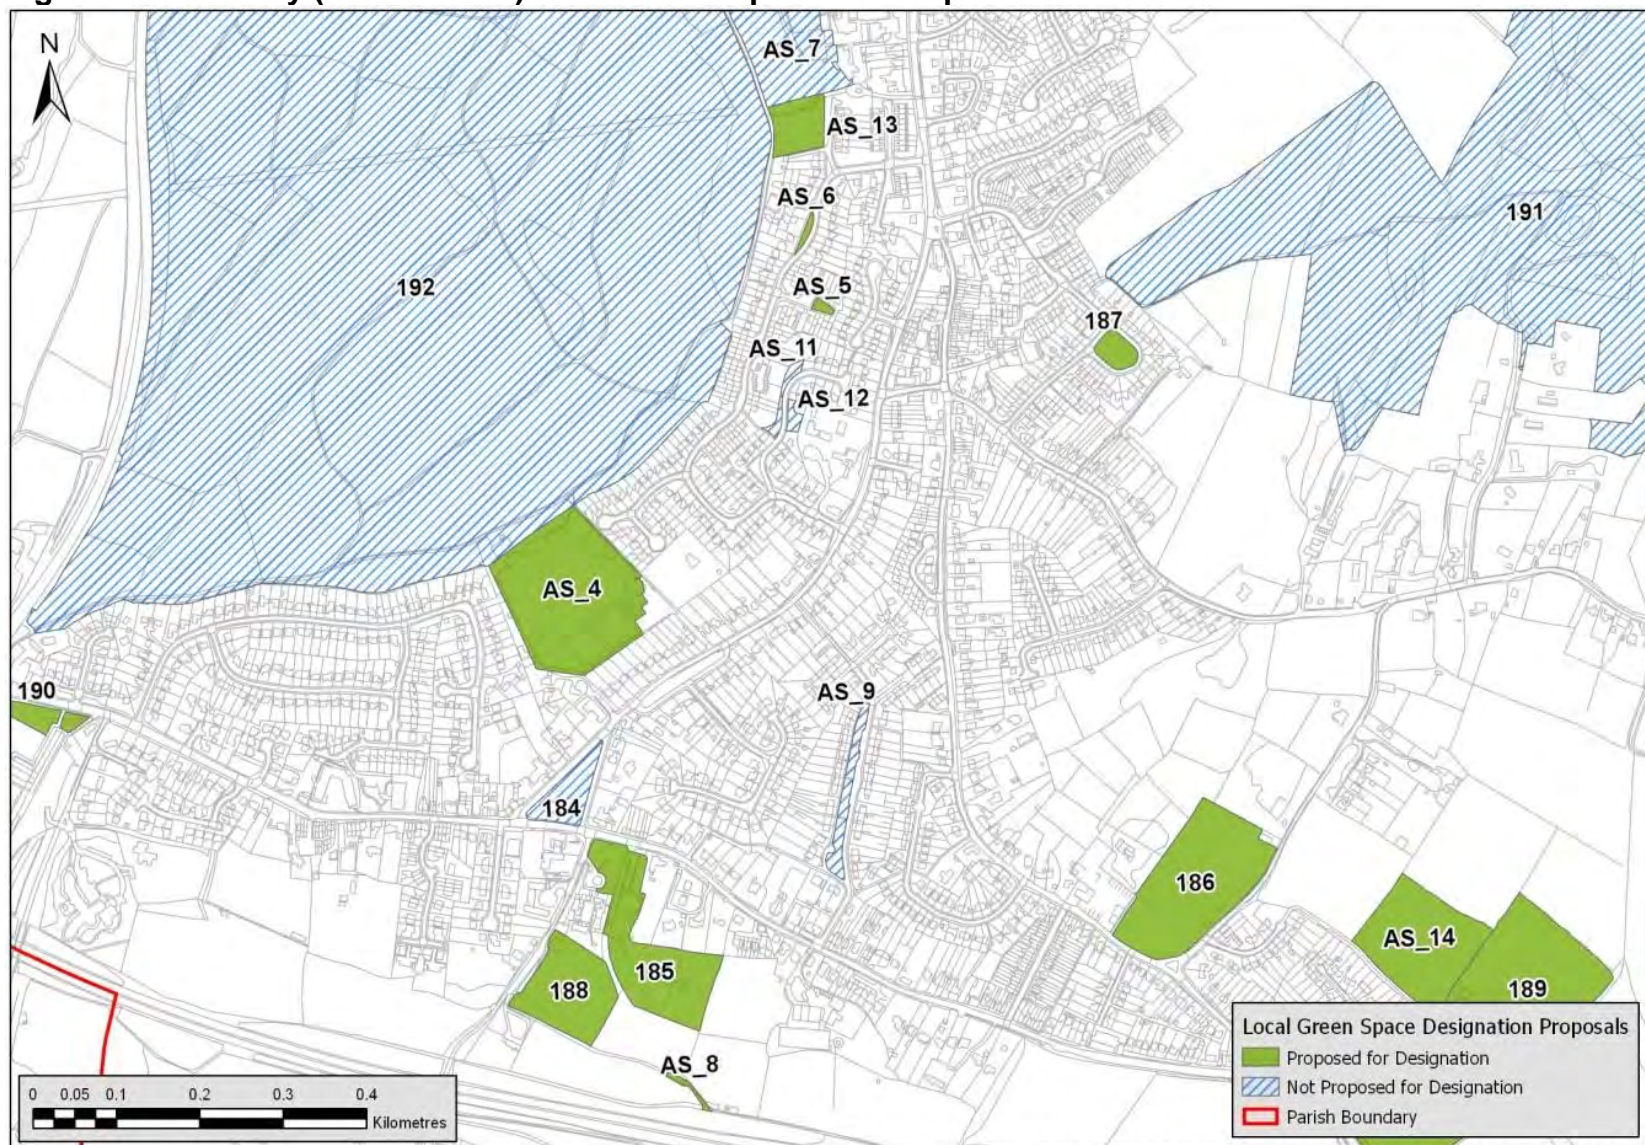 N
AS_7
AS_13
AS_6
191
192
AS_5
187
AS_11
AS_12
AS_4
190
AS_9
184
186
AS_14
185
188
189
AS_8
Local Green Space Designation Proposals
Proposed for Designation
Not Proposed for Designation
Parish Boundary
0 0.05 0.1 0.2 0.3 0.4
Kilometres